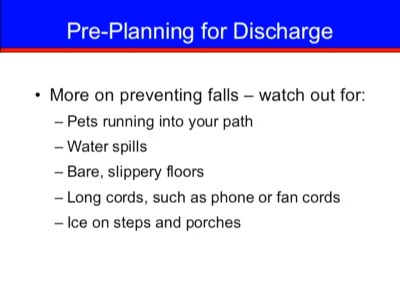 Pre-Planning for Discharge
• More on preventing falls – watch out for:
– Pets running into your path
– Water spills
– Bare, slippery floors
– Long cords, such as phone or fan cords
– Ice on steps and porches